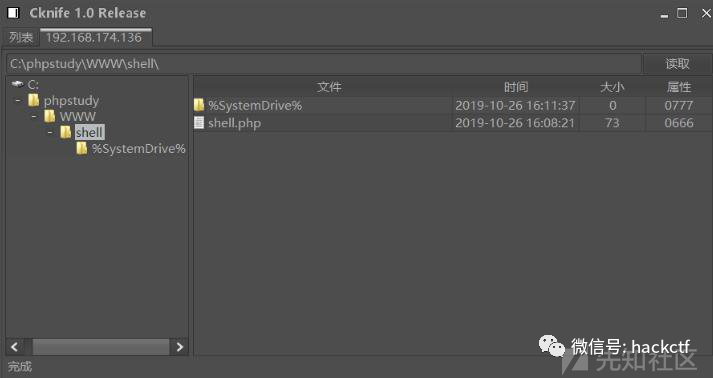 Cknife 1.0 Release
列表 192.168.174.136
C:\phpstudy\WWW\shell\ 读取
C:
phpstudy
WWW
shell
%SystemDrive%
文件 时间 大小 属性
%SystemDrive% 2019-10-26 16:11:37 0 0777
shell.php 2019-10-26 16:08:21 73 0666
微信号: hackctf
先知社区
完成